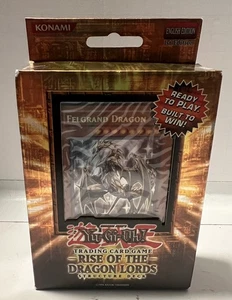 KONAMI
ENGLISH EDITION
FELGRAND DRAGON
READY TO PLAY,
BUILT TO WIN!
Yu-Gi-Oh!
TRADING CARD GAME
RISE OF THE
DRAGON LORDS
STRUCTURE DECK